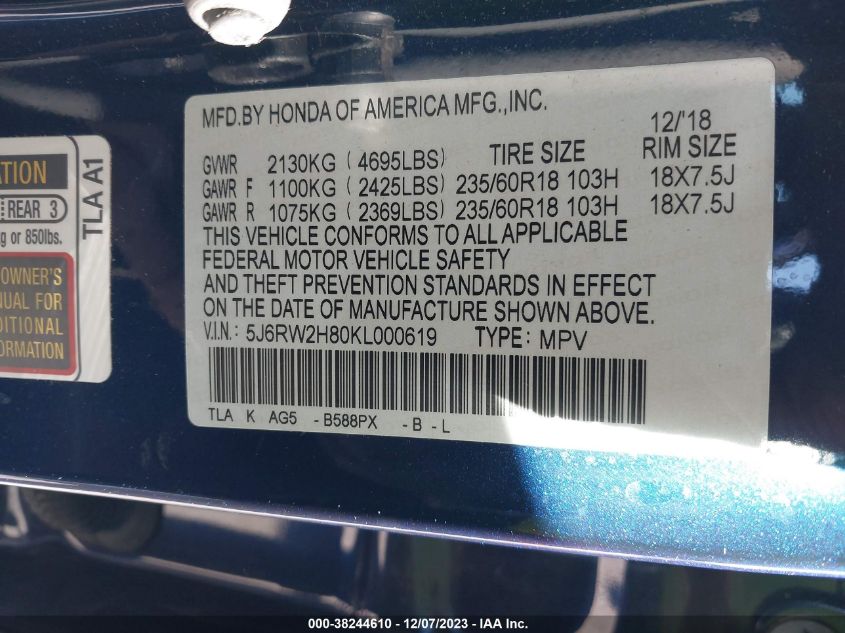 MFD.BY HONDA OF AMERICA MFG.,INC.
12/'18
GVWR 2130KG ( 4695LBS) TIRE SIZE RIM SIZE
GAWR F 1100KG ( 2425LBS) 235/60R18 103H 18X7.5J
GAWR R 1075KG ( 2369LBS) 235/60R18 103H 18X7.5J
THIS VEHICLE CONFORMS TO ALL APPLICABLE
FEDERAL MOTOR VEHICLE SAFETY
AND THEFT PREVENTION STANDARDS IN EFFECT
ON THE DATE OF MANUFACTURE SHOWN ABOVE.
V.I.N.: 5J6RW2H80KL000619 TYPE: MPV
TLA K AG5 -B588PX -B -L
REAR 3
g or 850lbs.
OWNER'S
FOR
TLA A1
000-38244610 - 12/07/2023 - IAA Inc.